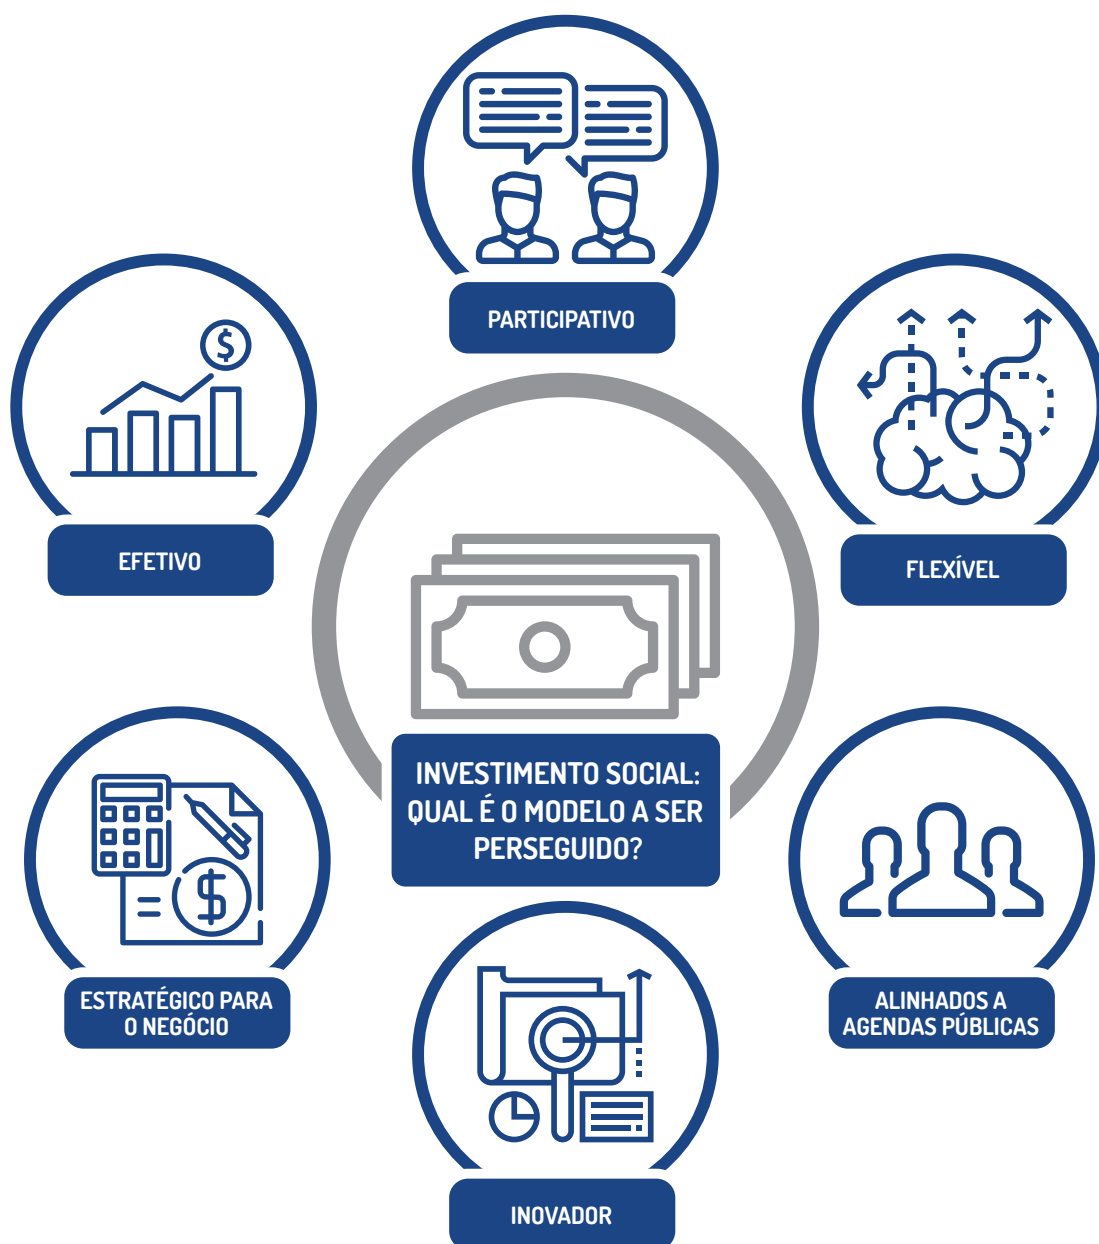 PARTICIPATIVO
EFETIVO
FLEXÍVEL
INVESTIMENTO SOCIAL:
QUAL É O MODELO A SER
PERSEGUIDO?
ESTRATÉGICO PARA
O NEGÓCIO
ALINHADOS A
AGENDAS PÚBLICAS
INOVADOR